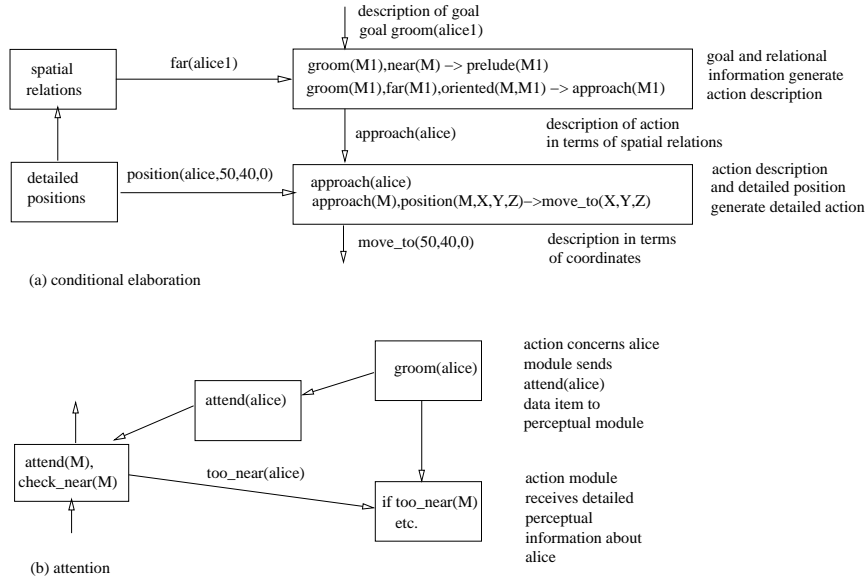 description of goal
goal groom(alice1)
spatial
relations
far(alice1)
groom(M1),near(M) −> prelude(M1)
groom(M1),far(M1),oriented(M,M1) −> approach(M1)
goal and relational
information generate
action description
approach(alice)
description of action
in terms of spatial relations
detailed
positions
position(alice,50,40,0)
approach(alice)
approach(M),position(M,X,Y,Z)−>move_to(X,Y,Z)
action description
and detailed position
generate detailed action
move_to(50,40,0)
description in terms
of coordinates
(a) conditional elaboration
groom(alice)
action concerns alice
module sends
attend(alice)
data item to
perceptual module
attend(alice)
attend(M),
check_near(M)
too_near(alice)
if too_near(M)
etc.
action module
receives detailed
perceptual
information about
alice
(b) attention